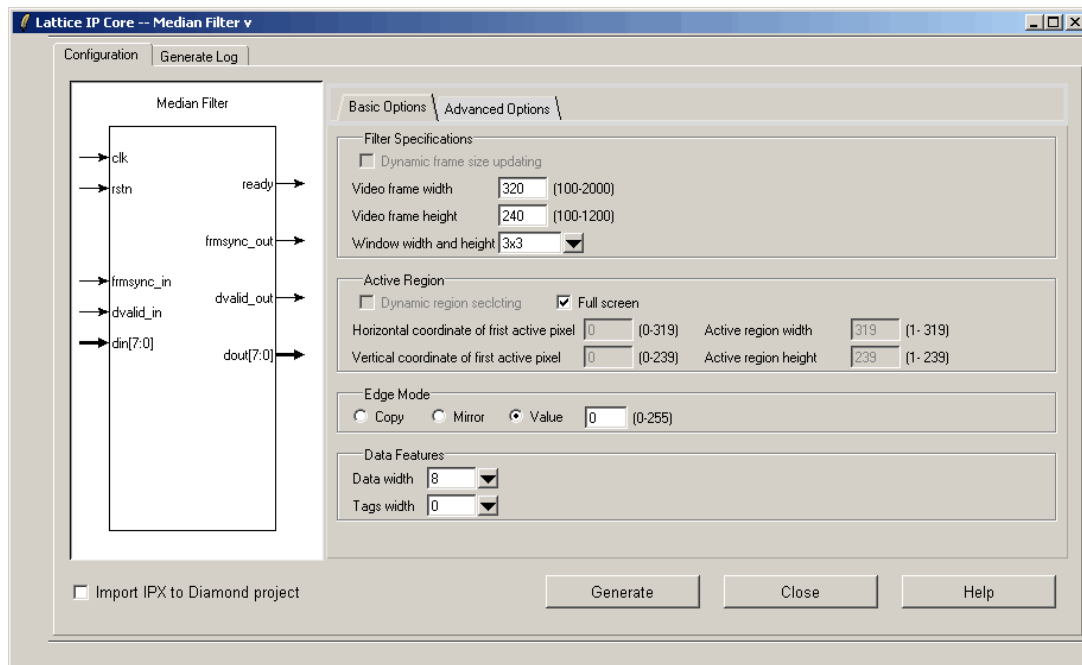 Lattice IP Core -- Median Filter v
Configuration
Generate Log
Median Filter
clk
rstn
ready
frmsync_out
frmsync_in
dvalid_out
dvalid_in
din[7:0]
dout[7:0]
Basic Options
Advanced Options
Filter Specifications
Dynamic frame size updating
Video frame width 320 (100-2000)
Video frame height 240 (100-1200)
Window width and height 3x3
Active Region
Dynamic region seclcting Full screen
Horizontal coordinate of frist active pixel 0 (0-319) Active region width 319 (1- 319)
Vertical coordinate of first active pixel 0 (0-239) Active region height 239 (1- 239)
Edge Mode
Copy Mirror Value 0 (0-255)
Data Features
Data width 8
Tags width 0
Import IPX to Diamond project
Generate Close Help